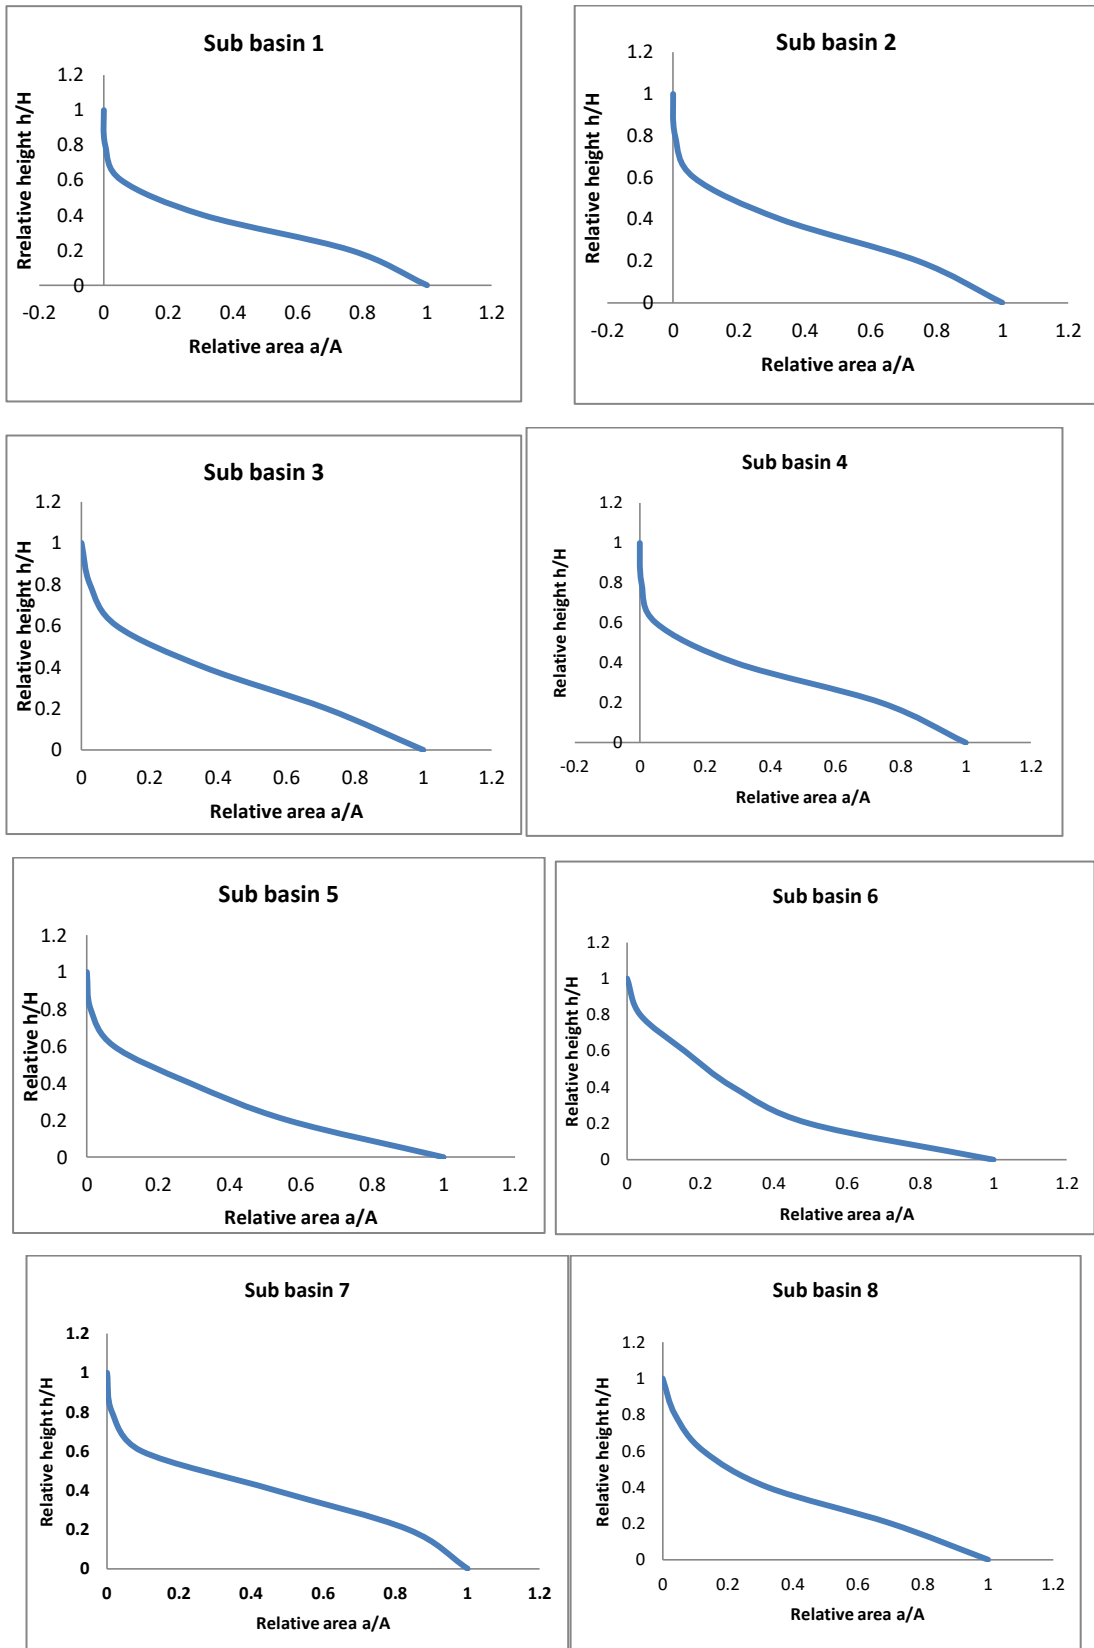 Sub basin 1
Rrelative height h/H
1.2
1
0.8
0.6
0.4
0.2
0
-0.2 0 0.2 0.4 0.6 0.8 1 1.2
Relative area a/A
Sub basin 2
Relative height h/H
1.2
1
0.8
0.6
0.4
0.2
0
-0.2 0 0.2 0.4 0.6 0.8 1 1.2
Relative area a/A
Sub basin 3
Relative height h/H
1.2
1
0.8
0.6
0.4
0.2
0
0 0.2 0.4 0.6 0.8 1 1.2
Relative area a/A
Sub basin 4
Relative height h/H
1.2
1
0.8
0.6
0.4
0.2
0
-0.2 0 0.2 0.4 0.6 0.8 1 1.2
Relative area a/A
Sub basin 5
Relative h/H
1.2
1
0.8
0.6
0.4
0.2
0
0 0.2 0.4 0.6 0.8 1 1.2
Relative area a/A
Sub basin 6
Relative height h/H
1.2
1
0.8
0.6
0.4
0.2
0
0 0.2 0.4 0.6 0.8 1 1.2
Relative area a/A
Sub basin 7
Relative height h/H
1.2
1
0.8
0.6
0.4
0.2
0
0 0.2 0.4 0.6 0.8 1 1.2
Relative area a/A
Sub basin 8
Relative height h/H
1.2
1
0.8
0.6
0.4
0.2
0
0 0.2 0.4 0.6 0.8 1 1.2
Relative area a/A